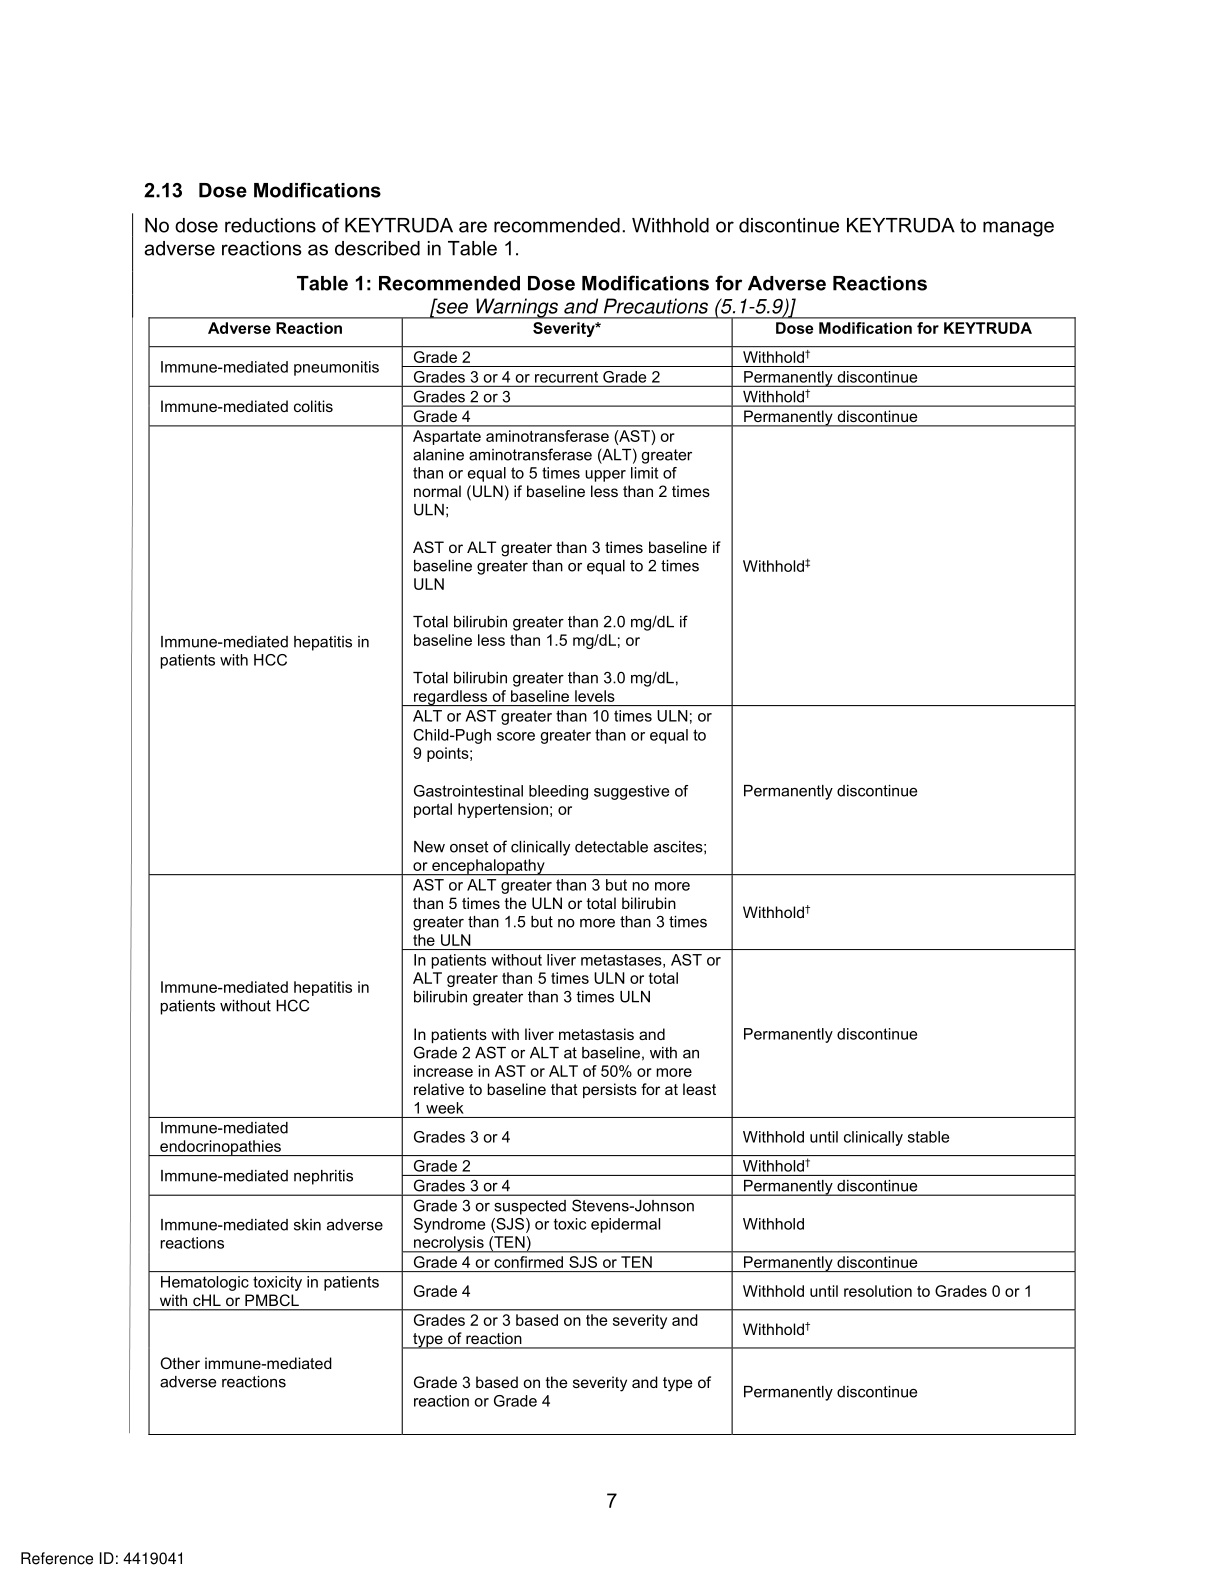 2.13 Dose Modifications
No dose reductions of KEYTRUDA are recommended. Withhold or discontinue KEYTRUDA to manage
adverse reactions as described in Table 1.
Table 1: Recommended Dose Modifications for Adverse Reactions
[see Warnings and Precautions (5.1-5.9)]
Adverse Reaction
Severity*
Dose Modification for KEYTRUDA
Immune-mediated pneumonitis
Grade 2
Withhold†
Grades 3 or 4 or recurrent Grade 2
Permanently discontinue
Immune-mediated colitis
Grades 2 or 3
Withhold†
Grade 4
Permanently discontinue
Immune-mediated hepatitis in
patients with HCC
Aspartate aminotransferase (AST) or
alanine aminotransferase (ALT) greater
than or equal to 5 times upper limit of
normal (ULN) if baseline less than 2 times
ULN;
AST or ALT greater than 3 times baseline if
baseline greater than or equal to 2 times
ULN
Total bilirubin greater than 2.0 mg/dL if
baseline less than 1.5 mg/dL; or
Total bilirubin greater than 3.0 mg/dL,
regardless of baseline levels
Withhold‡
ALT or AST greater than 10 times ULN; or
Child-Pugh score greater than or equal to
9 points;
Gastrointestinal bleeding suggestive of
portal hypertension; or
New onset of clinically detectable ascites;
or encephalopathy
Permanently discontinue
Immune-mediated hepatitis in
patients without HCC
AST or ALT greater than 3 but no more
than 5 times the ULN or total bilirubin
greater than 1.5 but no more than 3 times
the ULN
Withhold†
In patients without liver metastases, AST or
ALT greater than 5 times ULN or total
bilirubin greater than 3 times ULN
In patients with liver metastasis and
Grade 2 AST or ALT at baseline, with an
increase in AST or ALT of 50% or more
relative to baseline that persists for at least
1 week
Permanently discontinue
Immune-mediated
endocrinopathies
Grades 3 or 4
Withhold until clinically stable
Immune-mediated nephritis
Grade 2
Withhold†
Grades 3 or 4
Permanently discontinue
Immune-mediated skin adverse
reactions
Grade 3 or suspected Stevens-Johnson
Syndrome (SJS) or toxic epidermal
necrolysis (TEN)
Withhold
Grade 4 or confirmed SJS or TEN
Permanently discontinue
Hematologic toxicity in patients
with cHL or PMBCL
Grade 4
Withhold until resolution to Grades 0 or 1
Other immune-mediated
adverse reactions
Grades 2 or 3 based on the severity and
type of reaction
Withhold†
Grade 3 based on the severity and type of
reaction or Grade 4
Permanently discontinue
7
Reference ID: 4419041